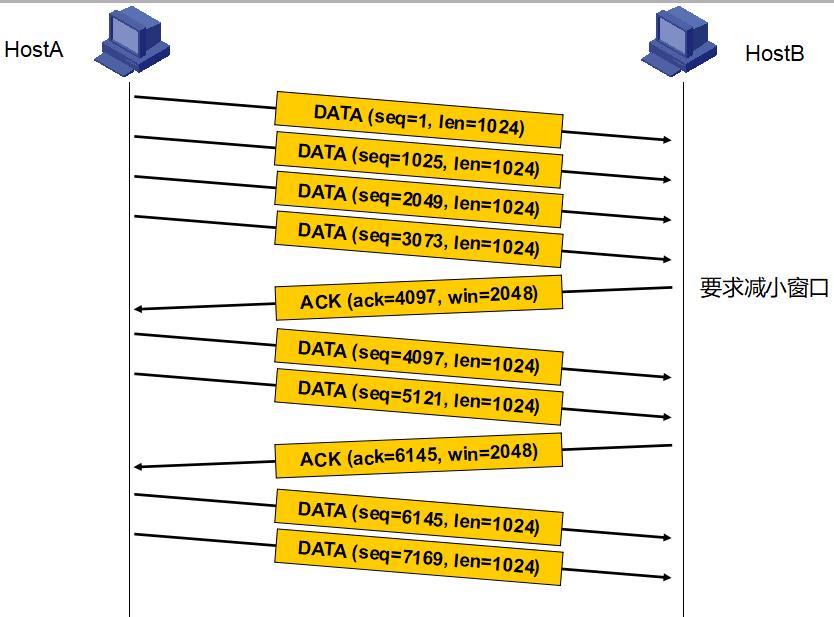 HostA
HostB
DATA (seq=1, len=1024)
DATA (seq=1025, len=1024)
DATA (seq=2049, len=1024)
DATA (seq=3073, len=1024)
要求减小窗口
ACK (ack=4097, win=2048)
DATA (seq=4097, len=1024)
DATA (seq=5121, len=1024)
ACK (ack=6145, win=2048)
DATA (seq=6145, len=1024)
DATA (seq=7169, len=1024)